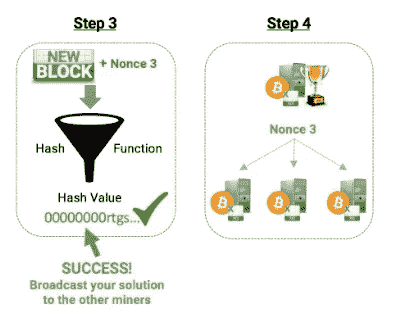 Step 3
NEW
BLOCK + Nonce 3
Hash Function
Hash Value
00000000rtgs...
SUCCESS!
Broadcast your solution
to the other miners
Step 4
Nonce 3